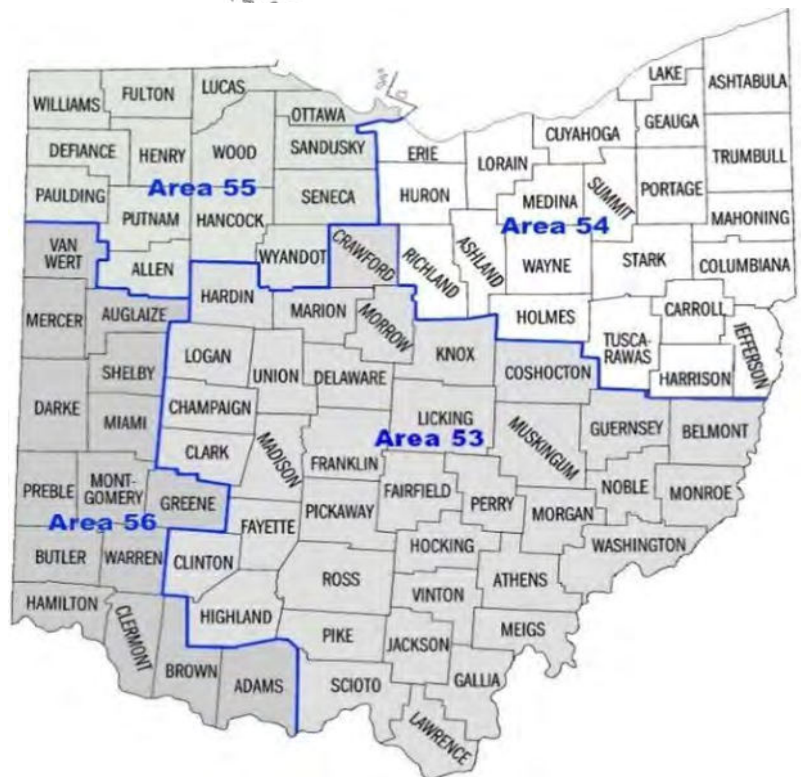 LAKE
ASHTABULA
LUCAS
FULTON
WILLIAMS
OTTAWA
GEAUGA
CUYAHOGA
DEFIANCE
HENRY
WOOD
SANDUSKY
ERIE
LORAIN
TRUMBULL
PAULDING
Area 55
SENECA
HURON
MEDINA
SUMMIT
PORTAGE
PUTNAM
HANCOCK
Area 54
MAHONING
VAN
WERT
ALLEN
WYANDOT
CRAWFORD
RICHLAND
ASHLAND
WAYNE
STARK
COLUMBIANA
HARDIN
MERCER
AUGLAIZE
MARION
MORROW
HOLMES
TUSCA-
RAWAS
CARROLL
JEFFERSON
LOGAN
KNOX
SHELBY
UNION
DELAWARE
COSHOCTON
HARRISON
DARKE
CHAMPAIGN
LICKING
MIAMI
Area 53
MUSKINGUM
GUERNSEY
BELMONT
CLARK
MADISON
FRANKLIN
PREBLE
MONT-
GOMERY
GREENE
FAIRFIELD
PERRY
NOBLE
MONROE
Area 56
FAYETTE
PICKAWAY
MORGAN
BUTLER
WARREN
CLINTON
HOCKING
WASHINGTON
ROSS
ATHENS
HAMILTON
CLERMONT
HIGHLAND
VINTON
PIKE
JACKSON
MEIGS
BROWN
ADAMS
SCIOTO
GALLIA
LAWRENCE